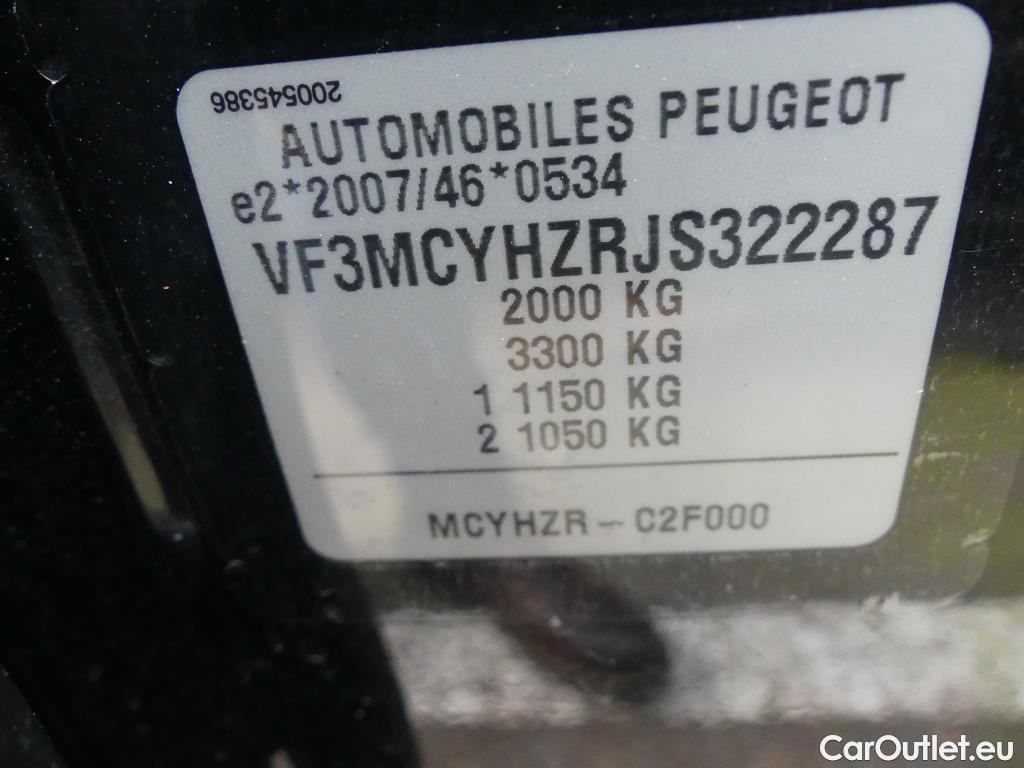 200545386
AUTOMOBILES PEUGEOT
e2*2007/46*0534
VF3MCYHZRJS322287
2000 KG
3300 KG
1 1150 KG
2 1050 KG
MCYHZR - C2F000
CarOutlet.eu